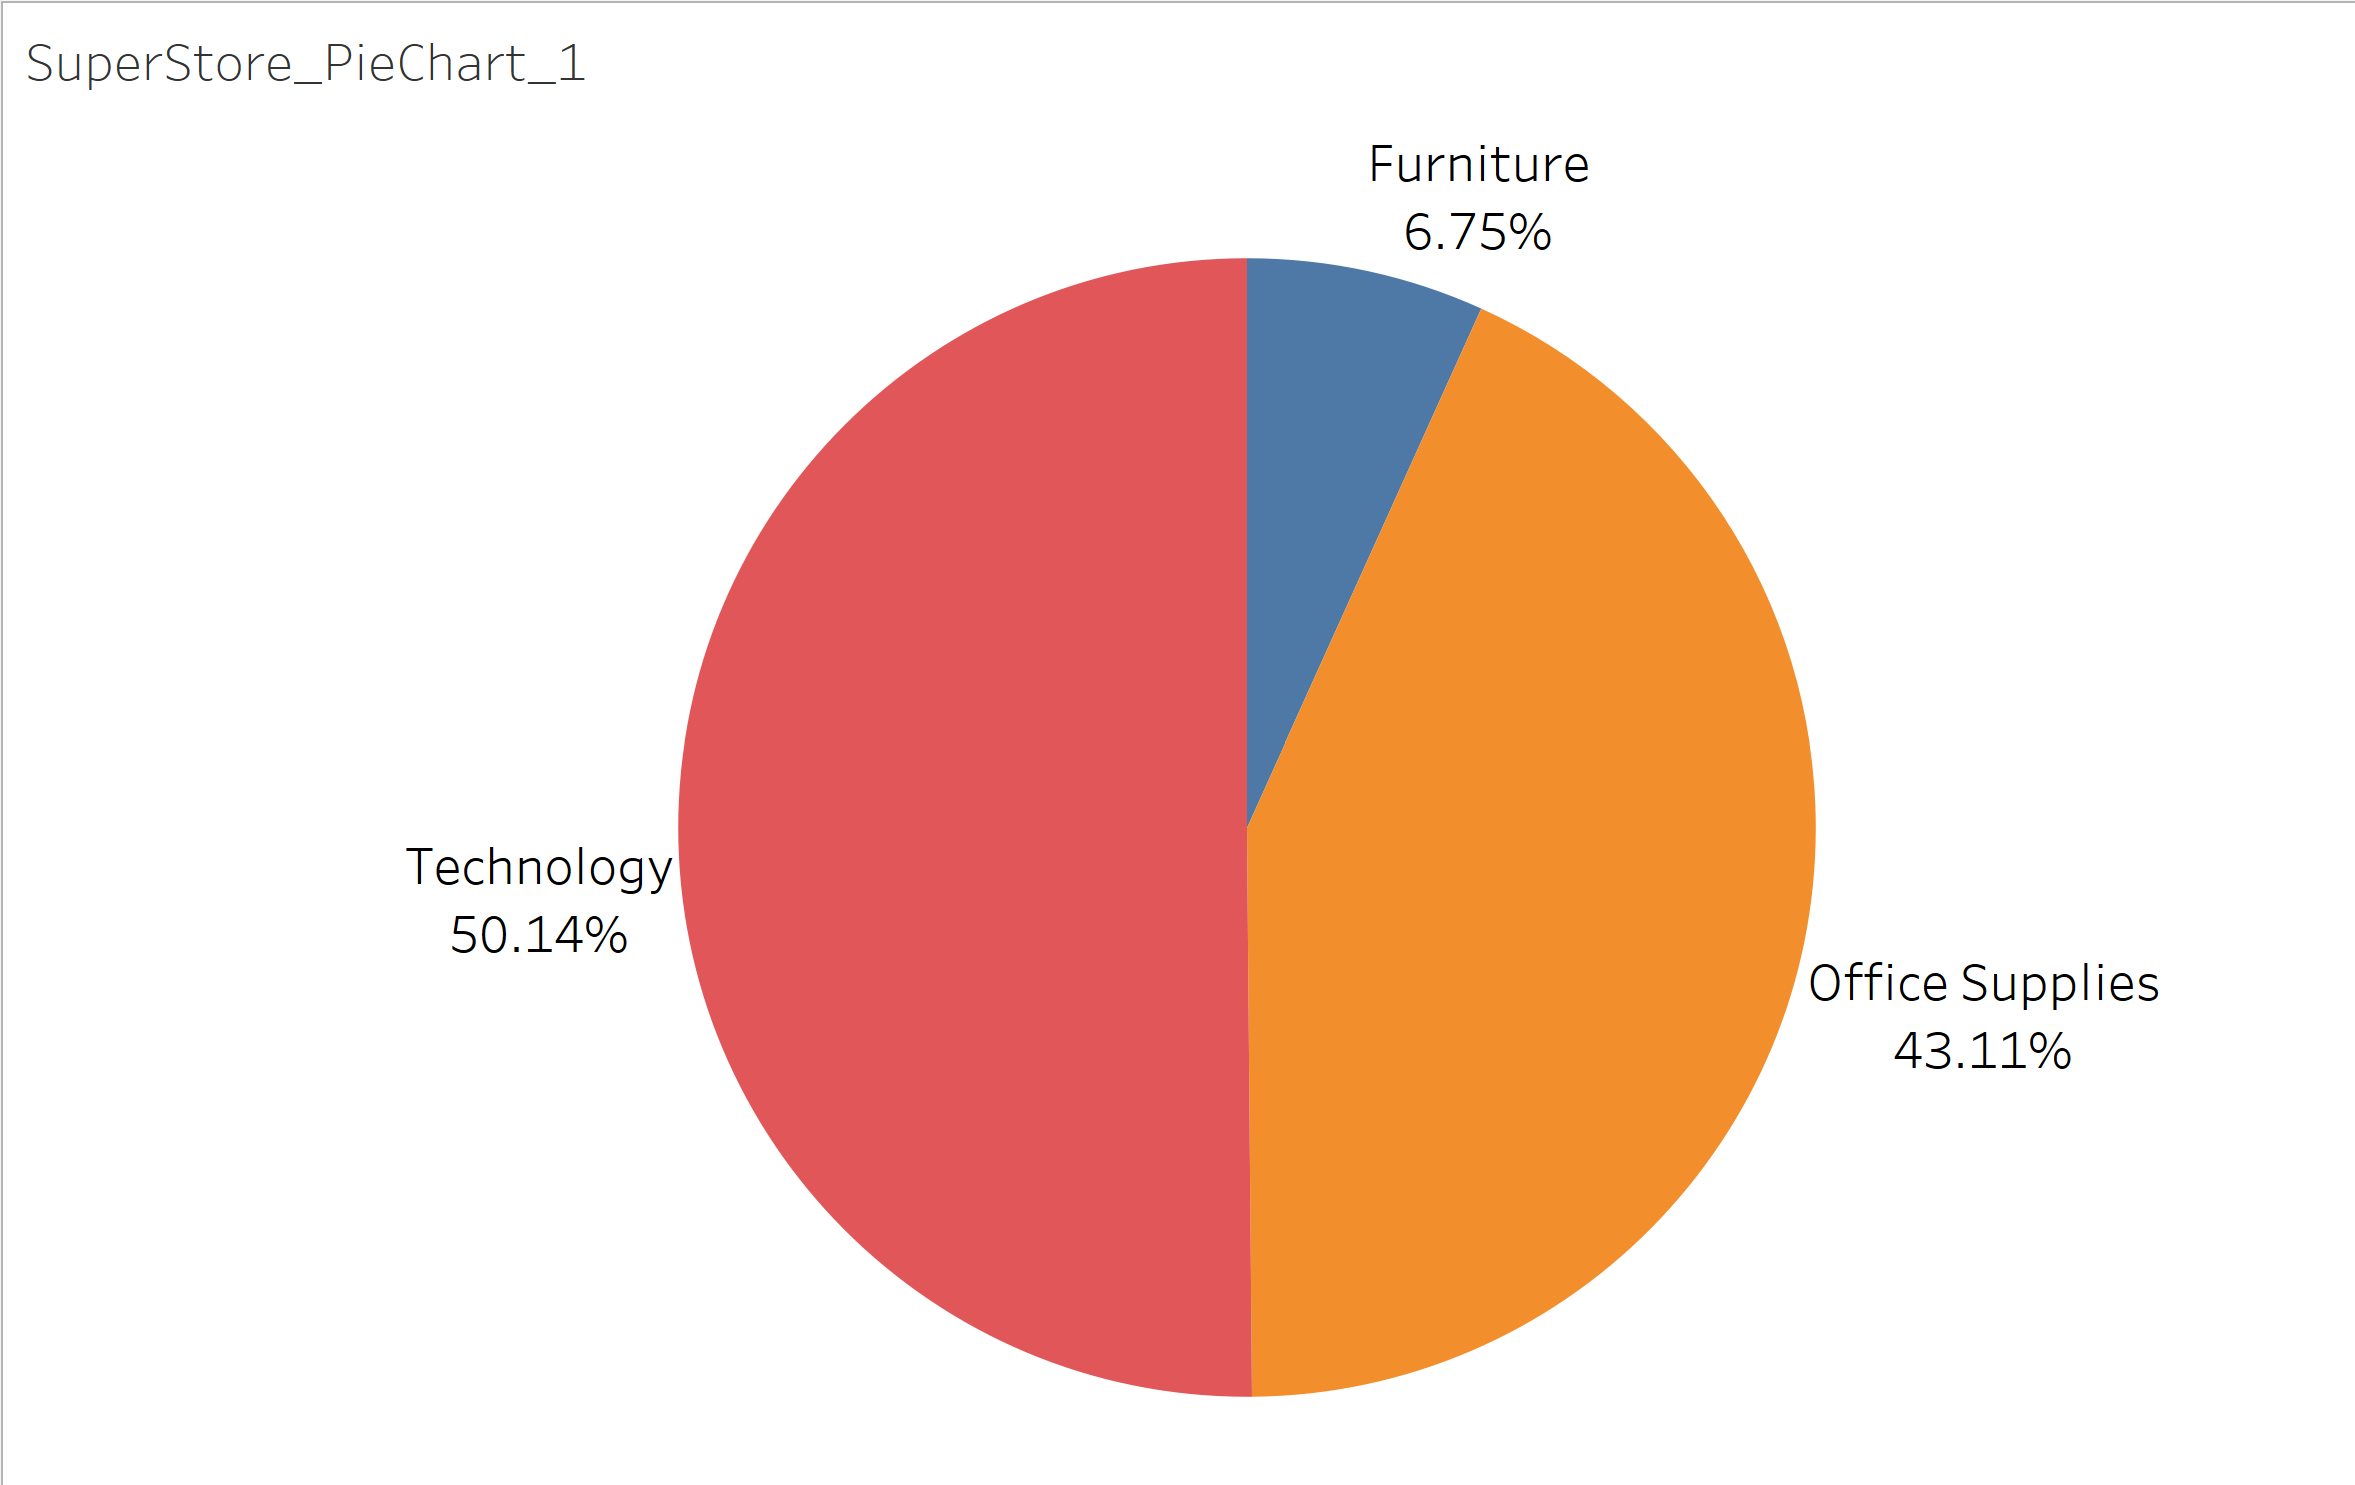 SuperStore_PieChart_1
Furniture
6.75%
Technology
50.14%
Office Supplies
43.11%